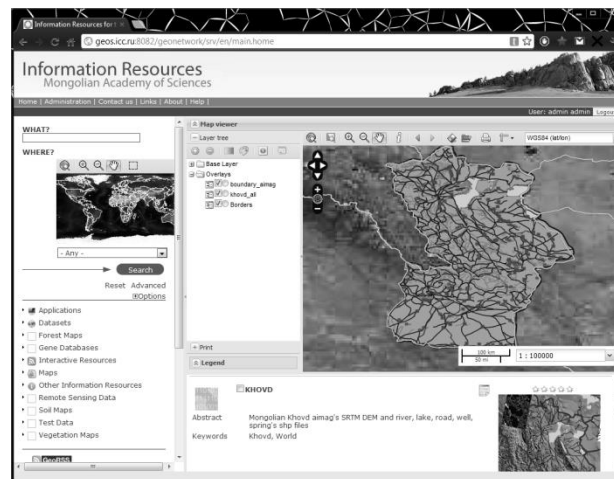 Information Resources for t
geos.icc.ru:8082/geonetwork/srv/en/main.home
Information Resources
Mongolian Academy of Sciences
Home | Administration | Contact us | Links | About | Help |
User: admin admin Logout
WHAT?
WHERE?
- Any -
Search
Reset Advanced
Options
Applications
Datasets
Forest Maps
Gene Databases
Interactive Resources
Maps
Other Information Resources
Remote Sensing Data
Soil Maps
Test Data
Vegetation Maps
GeoRSS
Map viewer
Layer tree
WGS84 (lat/lon)
Base Layer
Overlays
boundary_aimag
khovd_all
Borders
100 km
50 mi
1 : 100000
Print
Legend
KHOVD
Abstract Mongolian Khovd aimag's SRTM DEM and river, lake, road, well,
spring's shp files
Keywords Khovd, World